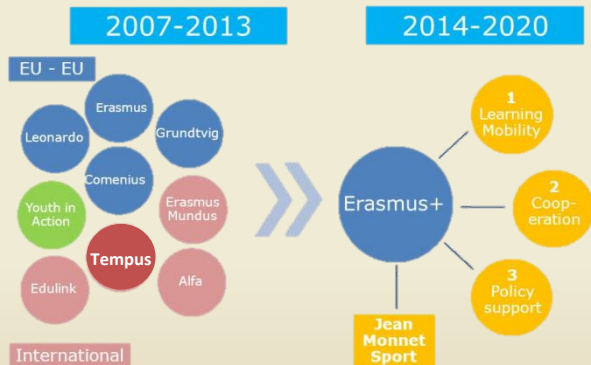 2007-2013
EU - EU
Erasmus
Leonardo
Grundtvig
Comenius
Youth in
Action
Erasmus
Mundus
Tempus
Edulink
Alfa
International
2014-2020
1
Learning
Mobility
Erasmus+
2
Coop-
eration
3
Policy
support
Jean
Monnet
Sport